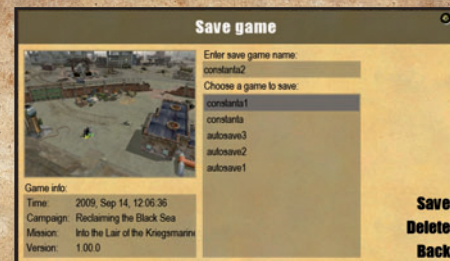 Save game
Enter save game name:
constanta2
Choose a game to save:
constanta1
constanta
autosave3
autosave2
autosave1
Game info:
Time: 2009, Sep 14, 12:06:36
Campaign: Reclaiming the Black Sea
Mission: Into the Lair of the Kriegsmarine
Version: 1.00.0
Save
Delete
Back